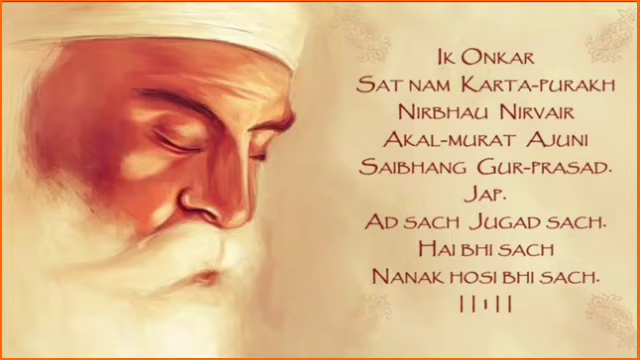 Ik Onkar
Sat nam Karta-purakh
Nirbhau Nirvair
Akal-murat Ajuni
Saibhang Gur-prasad.
Jap.
Ad sach Jugad sach.
Hai bhi sach
Nanak hosi bhi sach.
||1||